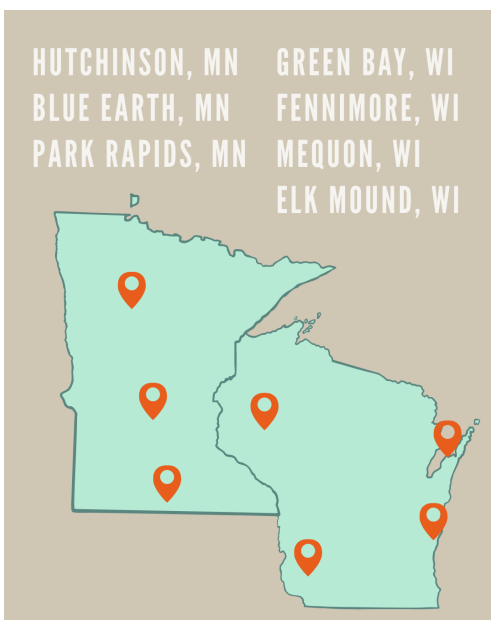 HUTCHINSON, MN
BLUE EARTH, MN
PARK RAPIDS, MN
GREEN BAY, WI
FENNIMORE, WI
MEQUON, WI
ELK MOUND, WI